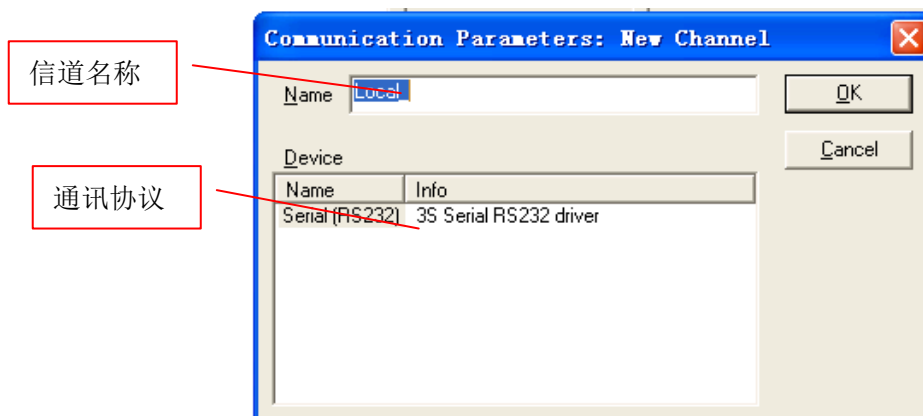 Communication Parameters: New Channel
信道名称
Name Local
OK
Cancel
Device
通讯协议
Name Info
Serial (RS232) 3S Serial RS232 driver